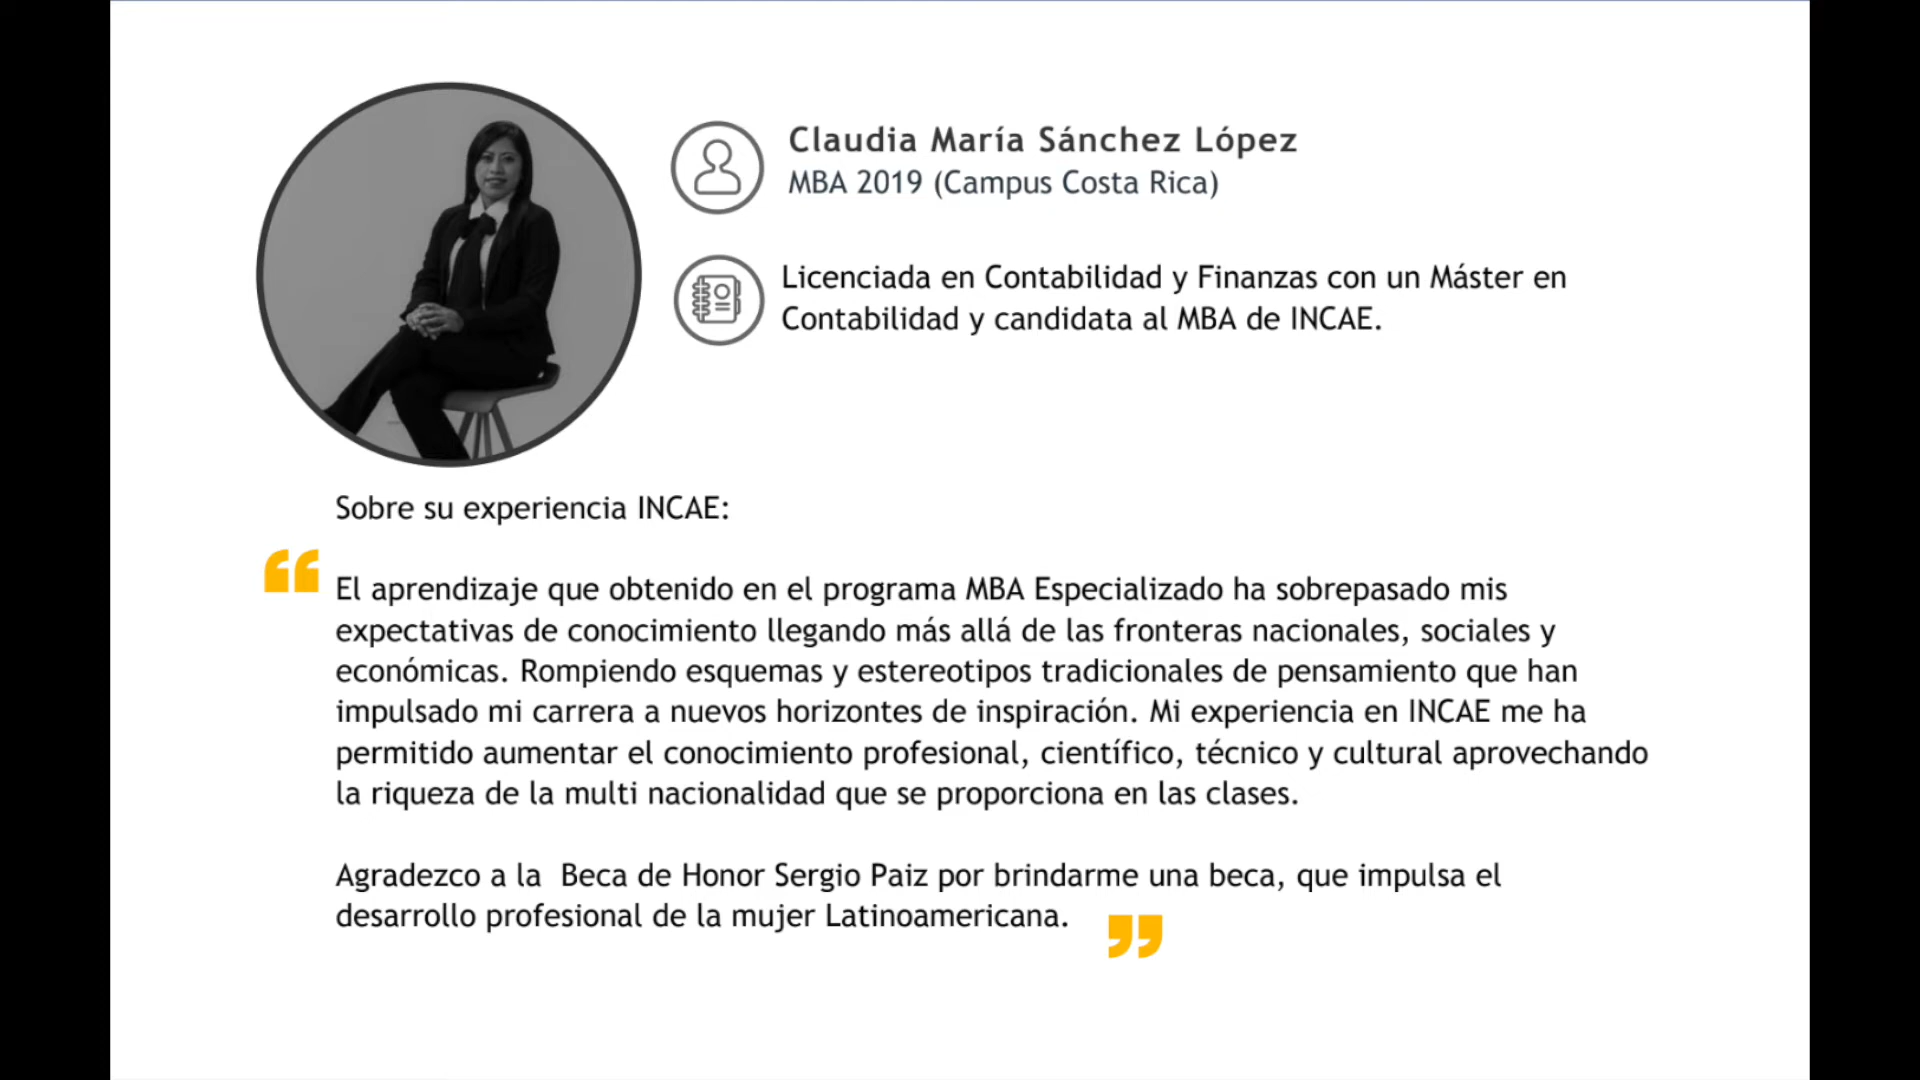 Claudia María Sánchez López
MBA 2019 (Campus Costa Rica)
Licenciada en Contabilidad y Finanzas con un Máster en
Contabilidad y candidata al MBA de INCAE.
Sobre su experiencia INCAE:
“
El aprendizaje que obtenido en el programa MBA Especializado ha sobrepasado mis
expectativas de conocimiento llegando más allá de las fronteras nacionales, sociales y
económicas. Rompiendo esquemas y estereotipos tradicionales de pensamiento que han
impulsado mi carrera a nuevos horizontes de inspiración. Mi experiencia en INCAE me ha
permitido aumentar el conocimiento profesional, científico, técnico y cultural aprovechando
la riqueza de la multi nacionalidad que se proporciona en las clases.
Agradezco a la  Beca de Honor Sergio Paiz por brindarme una beca, que impulsa el
desarrollo profesional de la mujer Latinoamericana. ”